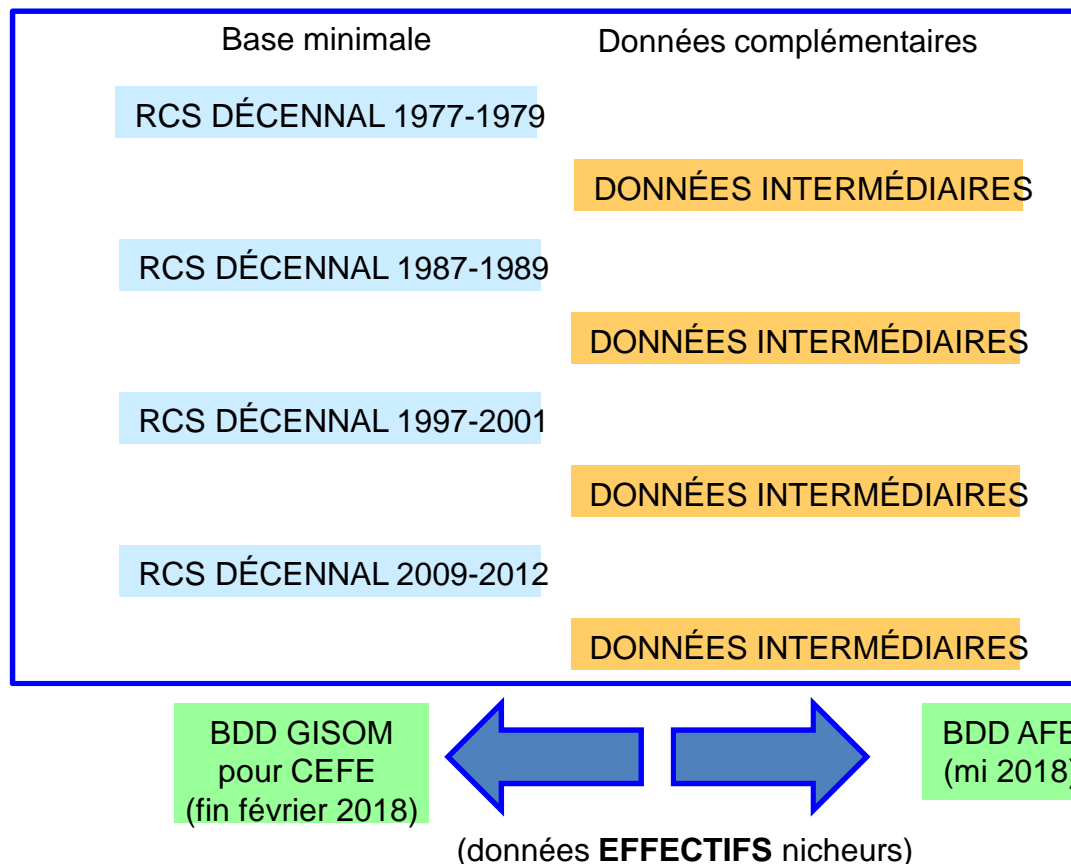 Base minimale
Données complémentaires
RCS DÉCENNAL 1977-1979
DONNÉES INTERMÉDIAIRES
RCS DÉCENNAL 1987-1989
DONNÉES INTERMÉDIAIRES
RCS DÉCENNAL 1997-2001
DONNÉES INTERMÉDIAIRES
RCS DÉCENNAL 2009-2012
DONNÉES INTERMÉDIAIRES
BDD GISOM
pour CEFE
(fin février 2018)
BDD AFB
(mi 2018)
(données EFFECTIFS nicheurs)